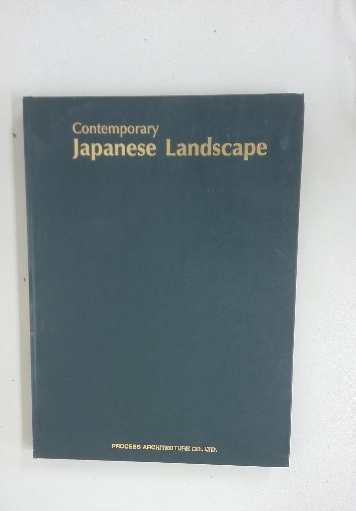 Contemporary
Japanese Landscape
PROCESS ARCHITECTURE CO., LTD.